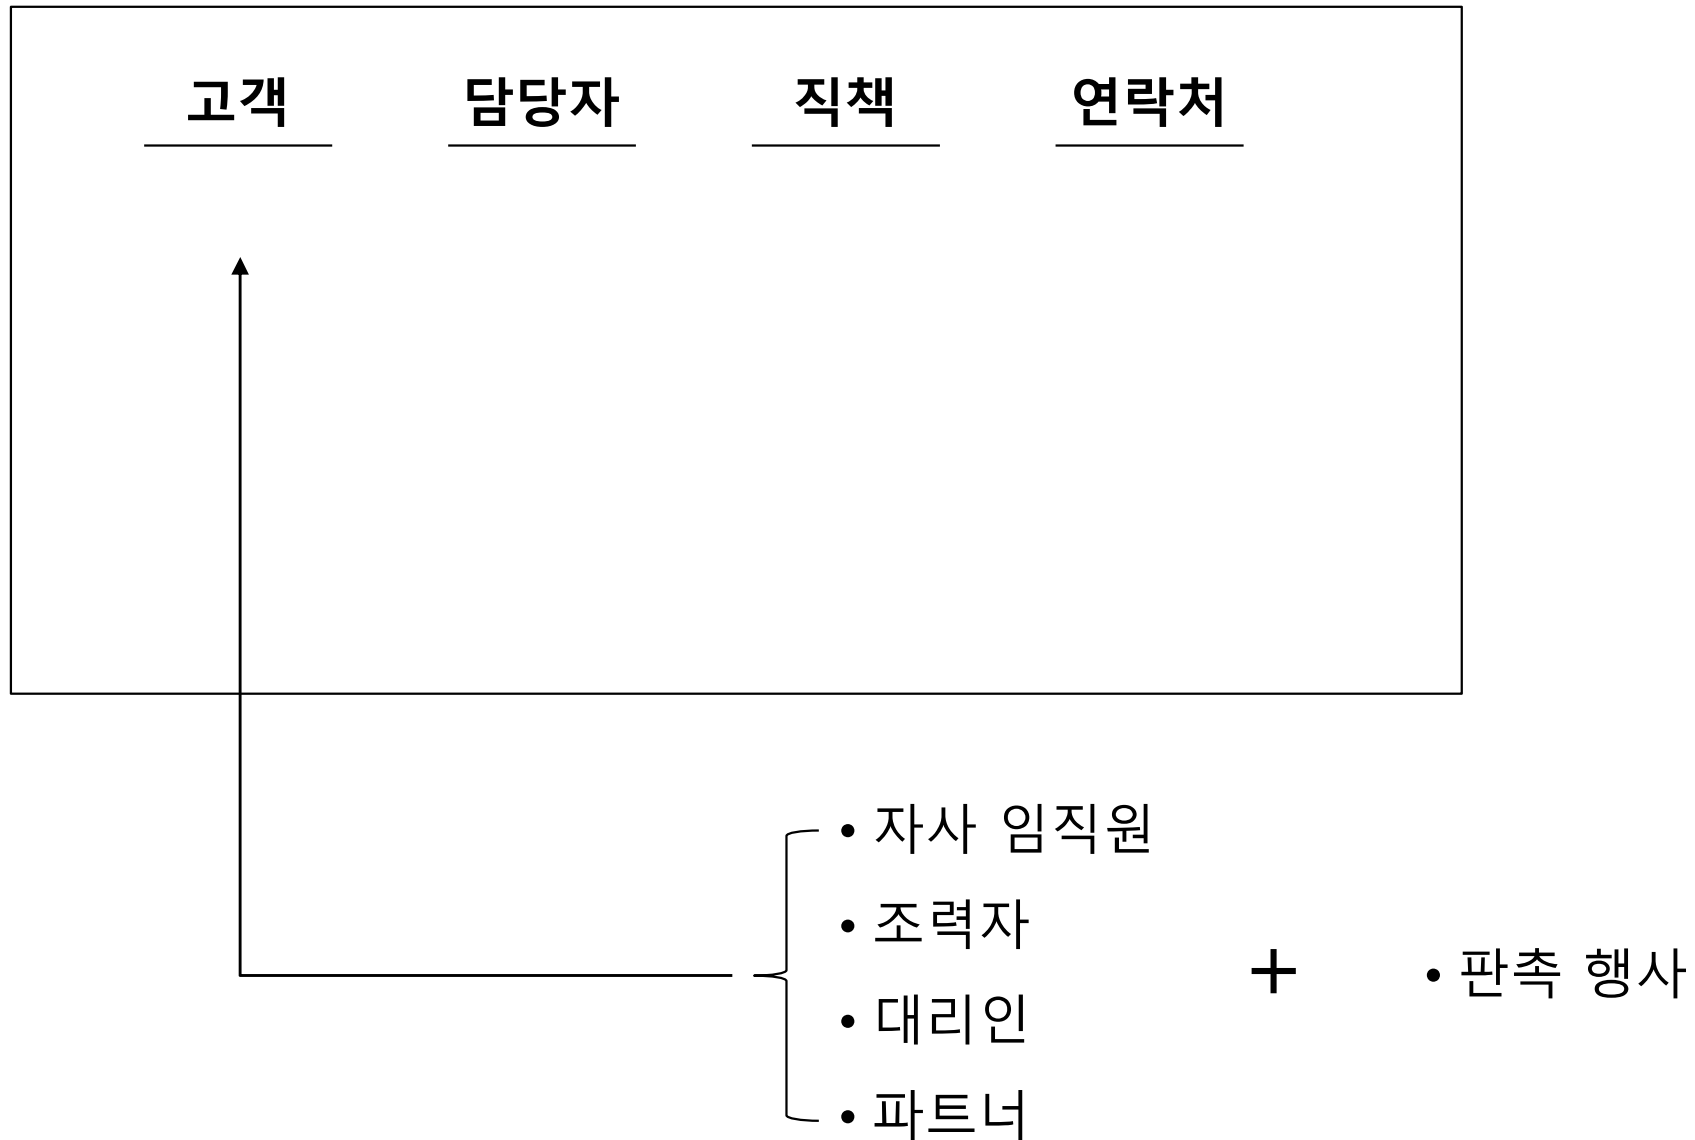 고객 담당자 직책 연락처
• 자사 임직원
• 조력자
• 대리인
• 파트너
+
• 판촉 행사